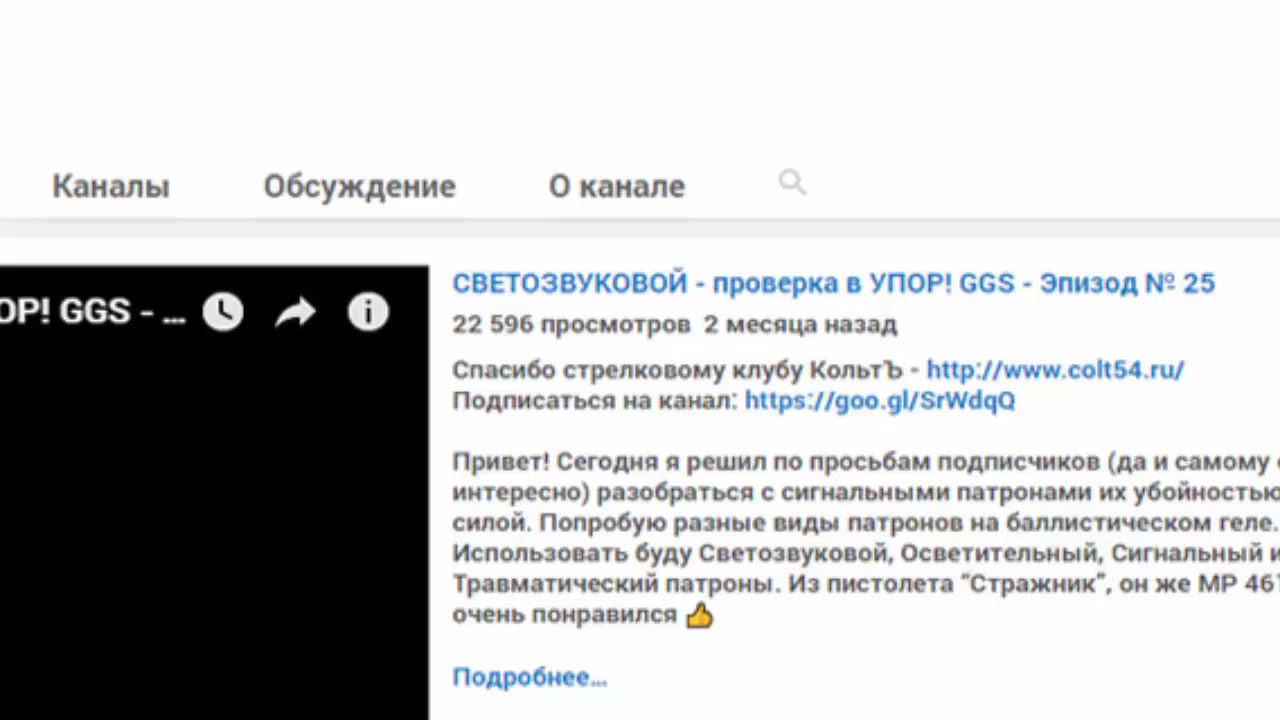 Каналы Обсуждение О канале
ОР! GGS - ...
СВЕТОЗВУКОВОЙ - проверка в УПОР! GGS - Эпизод № 25
22 596 просмотров 2 месяца назад
Спасибо стрелковому клубу КольтЪ - http://www.colt54.ru/
Подписаться на канал: https://goo.gl/SrWdqQ
Привет! Сегодня я решил по просьбам подписчиков (да и самому
интересно) разобраться с сигнальными патронами их убойностью
силой. Попробую разные виды патронов на баллистическом геле.
Использовать буду Светозвуковой, Осветительный, Сигнальный и
Травматический патроны. Из пистолета “Стражник”, он же МР 461
очень понравился 👍
Подробнее...